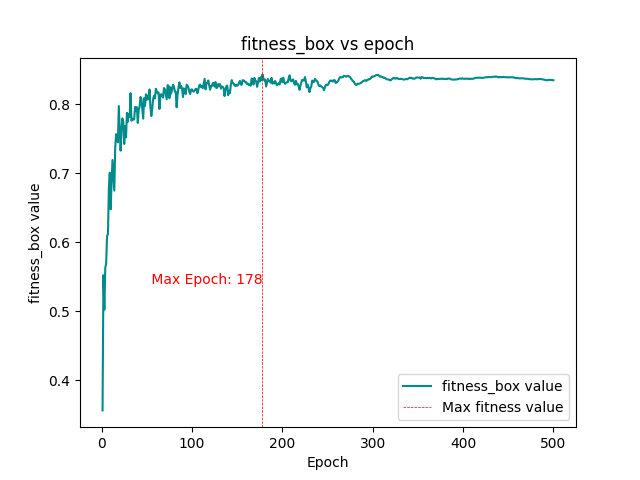 fitness_box vs epoch
fitness_box value
0.8
0.7
0.6
0.5
0.4
Max Epoch: 178
fitness_box value
Max fitness value
0 100 200 300 400 500
Epoch